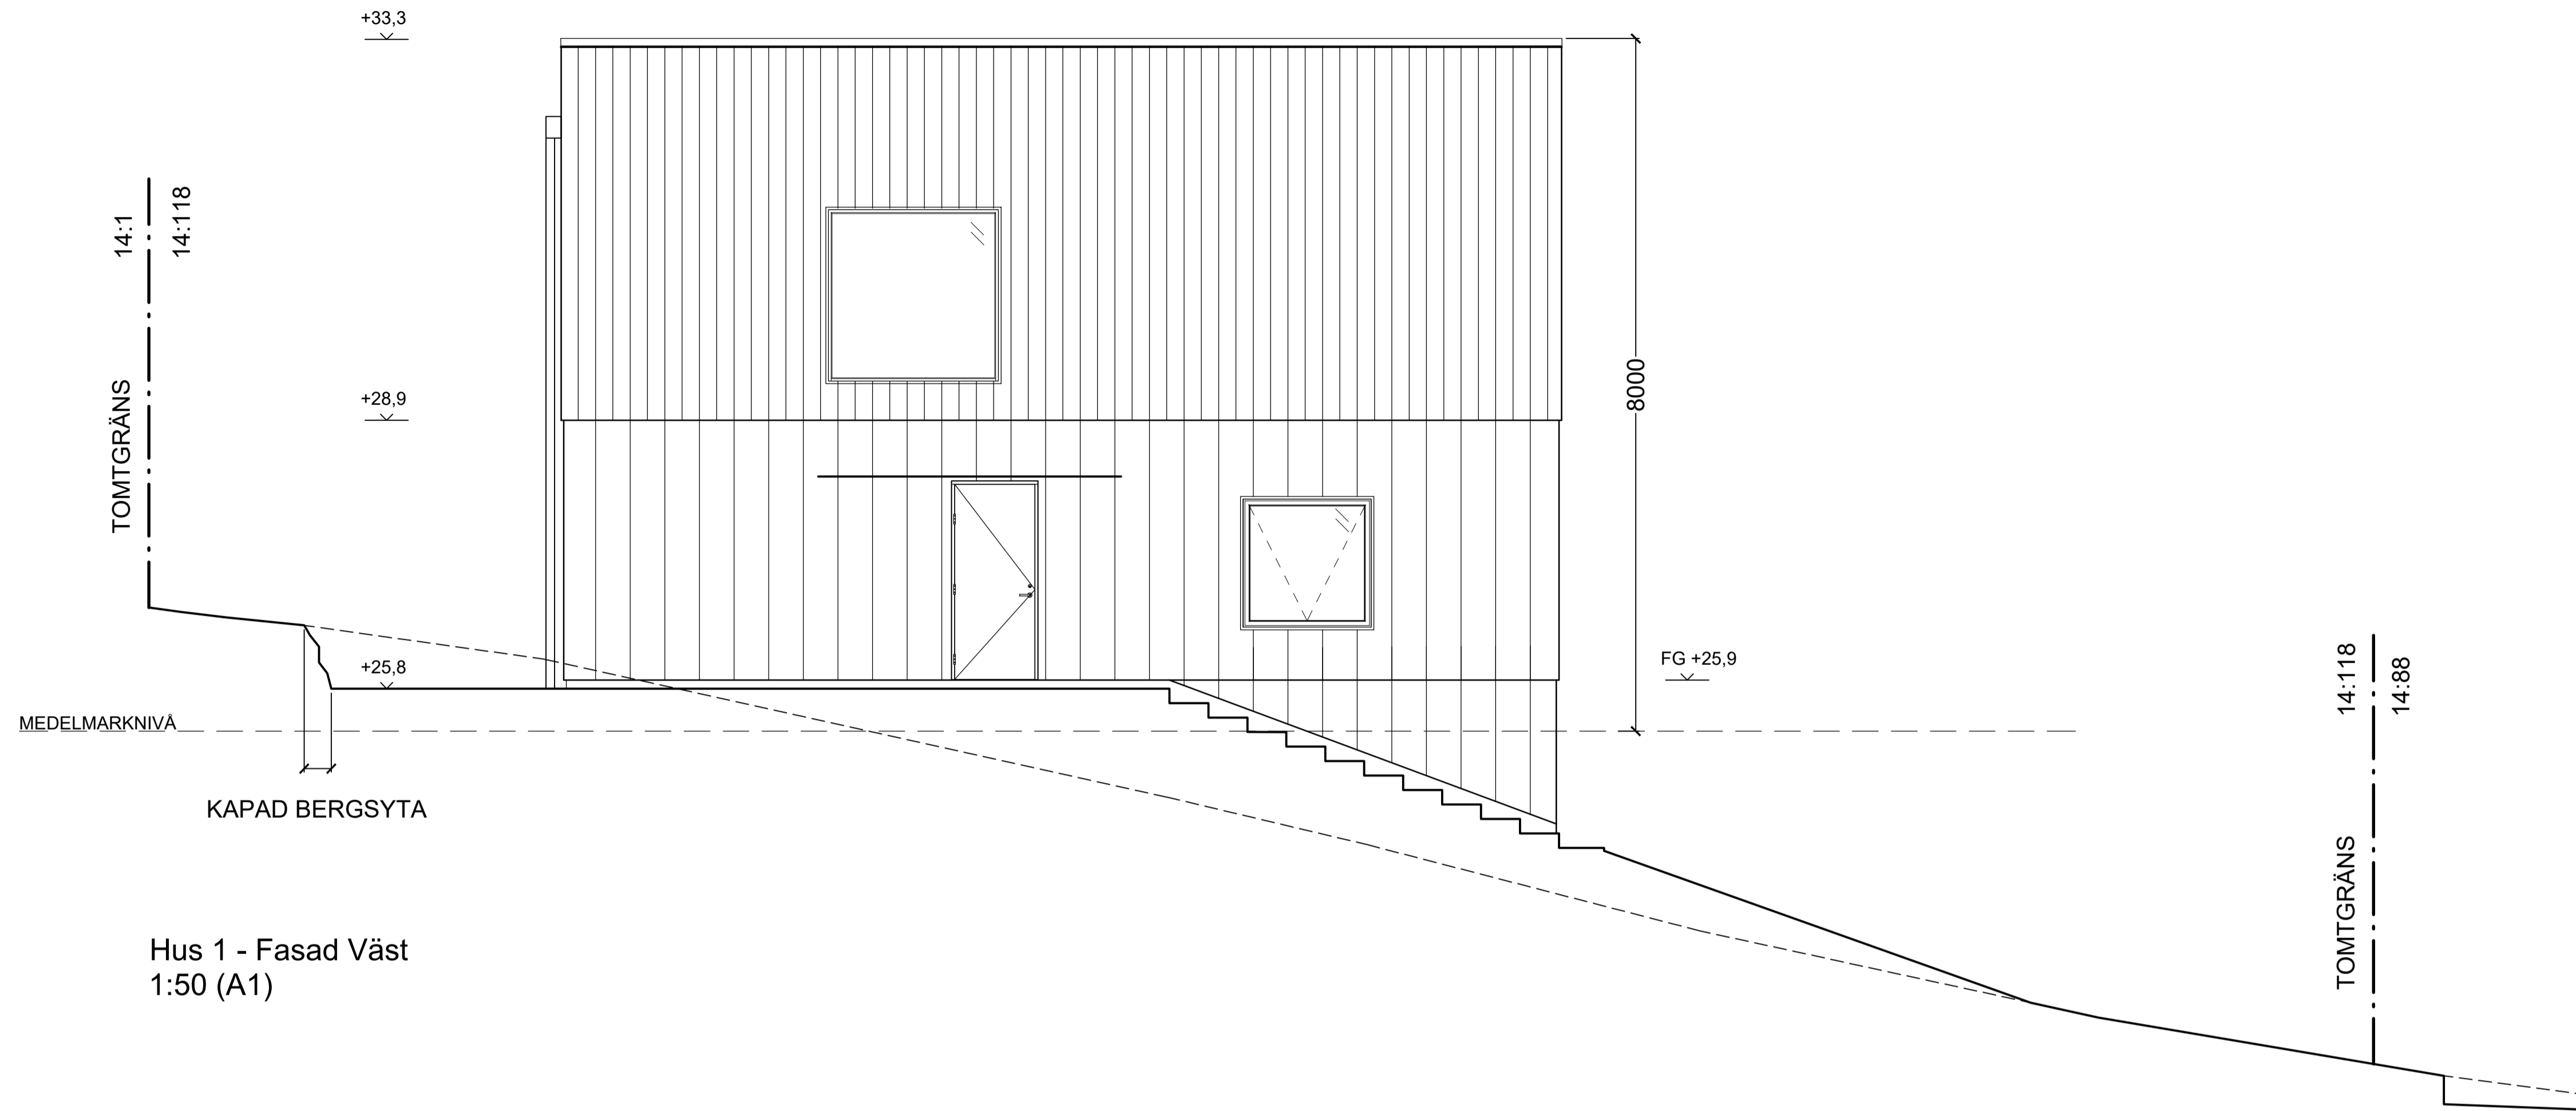 +33,3
14:1
14:118
TOMTGRÄNS
+28,9
8000
+25,8
FG +25,9
MEDELMARKNIVÅ
KAPAD BERGSYTA
14:118
14:88
TOMTGRÄNS
Hus 1 - Fasad Väst
1:50 (A1)